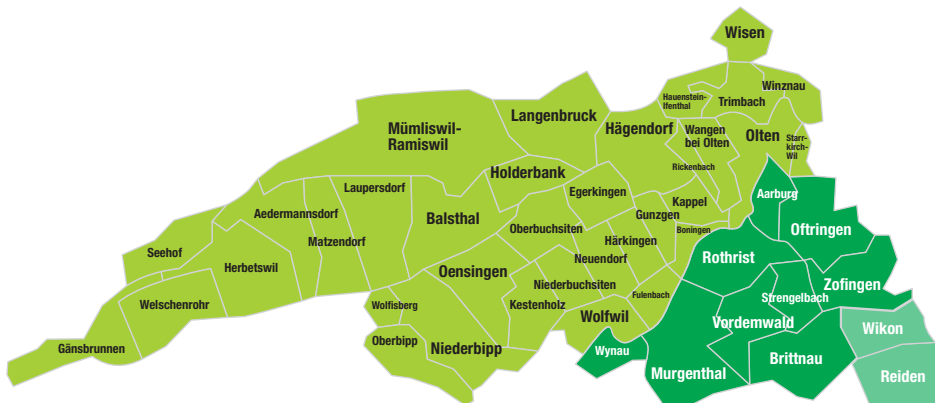 Wisen
Winznau
Hauenstein-
Ifenthal
Trimbach
Langenbruck
Hägendorf
Mümliswil-
Ramiswil
Wangen
bei Olten
Olten
Starr-
kirch-
Wil
Rickenbach
Holderbank
Laupersdorf
Egerkingen
Aarburg
Kappel
Aedermannsdorf
Balsthal
Gunzgen
Oberbuchsiten
Boningen
Oftringen
Matzendorf
Härkingen
Seehof
Rothrist
Neuendorf
Herbetswil
Oensingen
Niederbuchsiten
Zofingen
Fulenbach
Strengelbach
Welschenrohr
Wolfisberg
Kestenholz
Wolfwil
Vordemwald
Wikon
Oberbipp
Gänsbrunnen
Niederbipp
Wynau
Brittnau
Murgenthal
Reiden